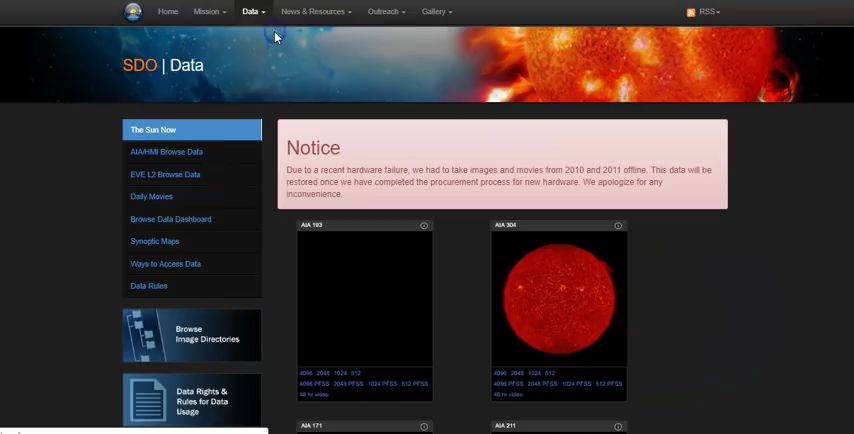 Home Mission Data News & Resources Outreach Gallery RSS
SDO | Data
The Sun Now
AIA/HMI Browse Data
EVE L2 Browse Data
Daily Movies
Browse Data Dashboard
Synoptic Maps
Ways to Access Data
Data Rules
Browse
Image Directories
Data Rights &
Rules for Data
Usage
Notice
Due to a recent hardware failure, we had to take images and movies from 2010 and 2011 offline. This data will be
restored once we have completed the procurement process for new hardware. We apologize for any
inconvenience.
AIA 193
4096 2048 1024 512
4096 PFSS 2048 PFSS 1024 PFSS 512 PFSS
48 hr video
AIA 304
4096 2048 1024 512
4096 PFSS 2048 PFSS 1024 PFSS 512 PFSS
48 hr video
AIA 171
AIA 211